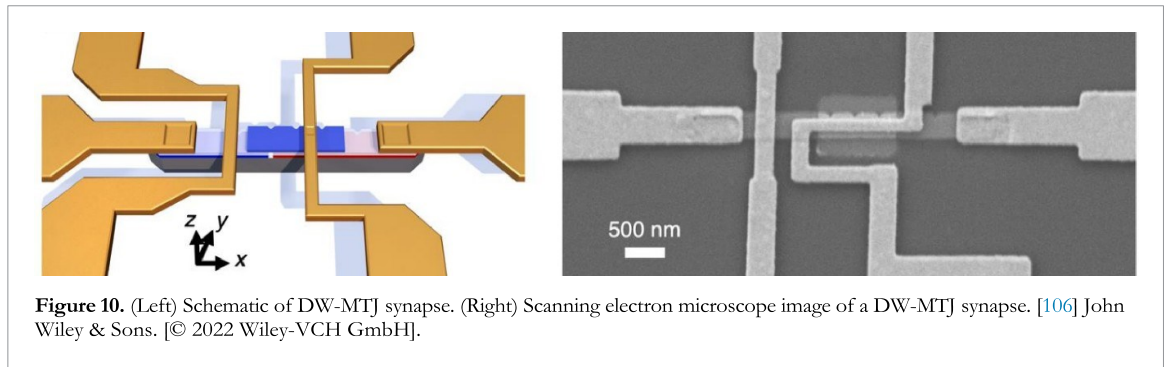 z y
x
500 nm
Figure 10. (Left) Schematic of DW-MTJ synapse. (Right) Scanning electron microscope image of a DW-MTJ synapse. [106] John
Wiley & Sons. [© 2022 Wiley-VCH GmbH].